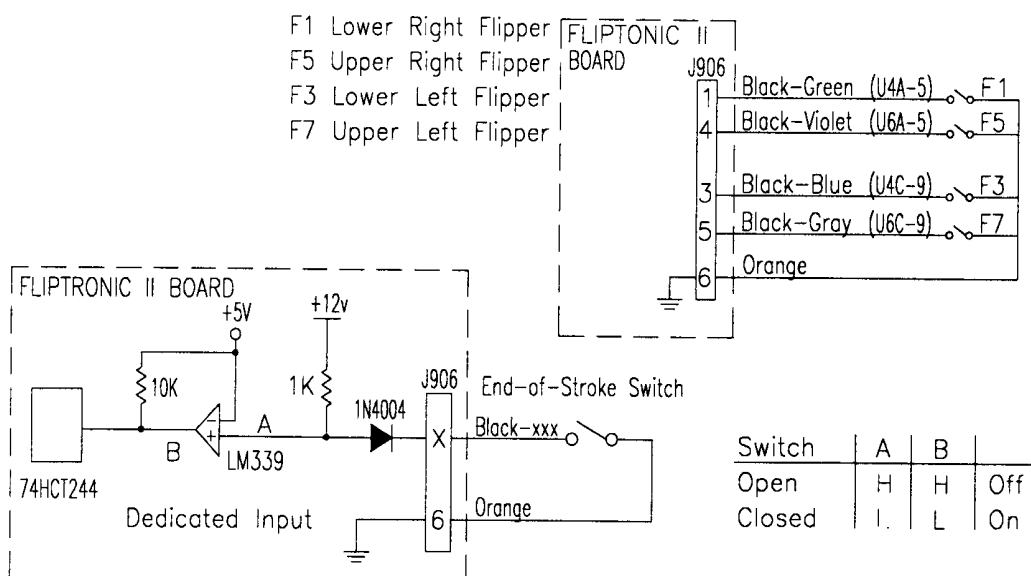 F1 Lower Right Flipper
F5 Upper Right Flipper
F3 Lower Left Flipper
F7 Upper Left Flipper
FLIPTONIC II
BOARD
J906
1 Black-Green (U4A-5) F1
4 Black-Violet (U6A-5) F5
3 Black-Blue (U4C-9) F3
5 Black-Gray (U6C-9) F7
6 Orange
FLIPTRONIC II BOARD
+5V
+12v
10K
1K
J906
End-of-Stroke Switch
1N4004
A
X
Black-xxx
B
- +
LM339
74HCT244
Dedicated Input
6
Orange
Switch A B
Open H H Off
Closed L L On